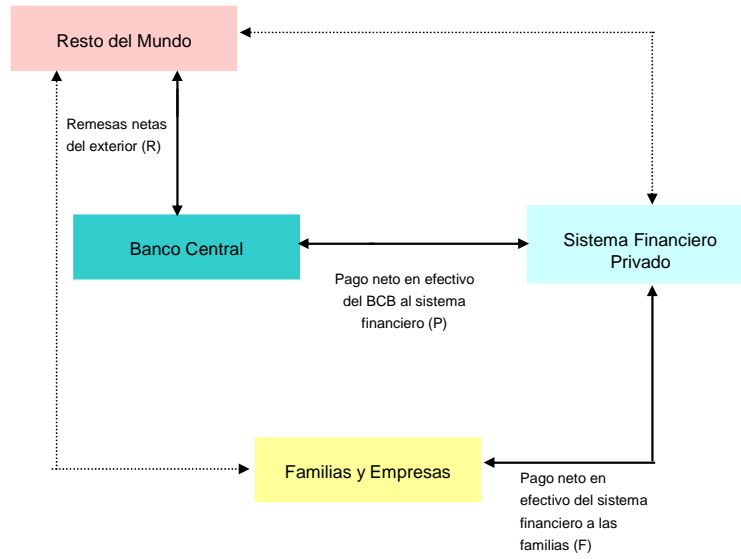 Resto del Mundo
Remesas netas
del exterior (R)
Banco Central
Sistema Financiero
Privado
Pago neto en efectivo
del BCB al sistema
financiero (P)
Familias y Empresas
Pago neto en
efectivo del sistema
financiero a las
familias (F)